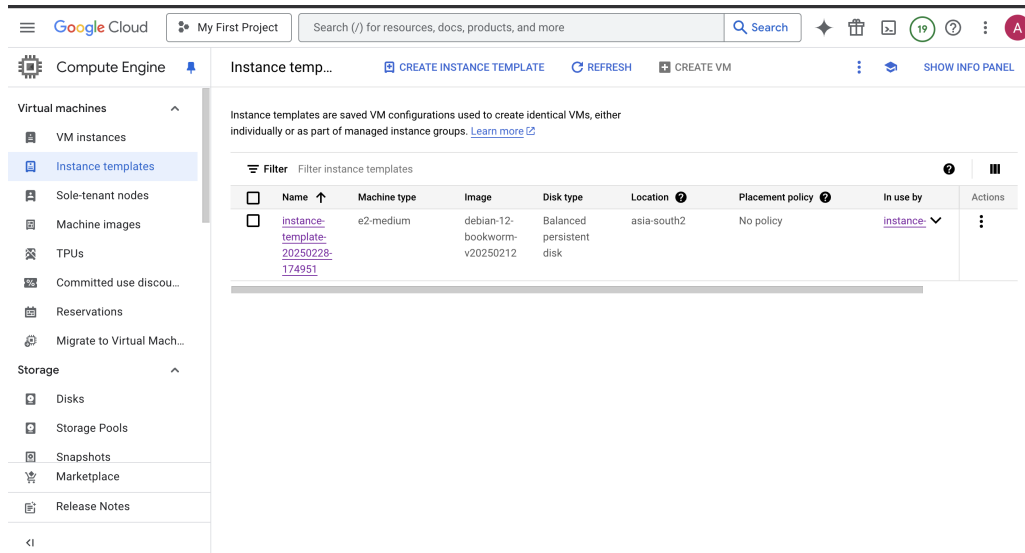 Google Cloud
My First Project
Search (/) for resources, docs, products, and more
Search
19
A
Compute Engine
Instance temp...
CREATE INSTANCE TEMPLATE
REFRESH
CREATE VM
SHOW INFO PANEL
Virtual machines
VM instances
Instance templates
Sole-tenant nodes
Machine images
TPUs
Committed use discou...
Reservations
Migrate to Virtual Mach...
Storage
Disks
Storage Pools
Snapshots
Marketplace
Release Notes
Instance templates are saved VM configurations used to create identical VMs, either
individually or as part of managed instance groups. Learn more
Filter Filter instance templates
Name Machine type Image Disk type Location Placement policy In use by Actions
instance-template-20250228-174951 e2-medium debian-12-bookworm-v20250212 Balanced persistent disk asia-south2 No policy instance-